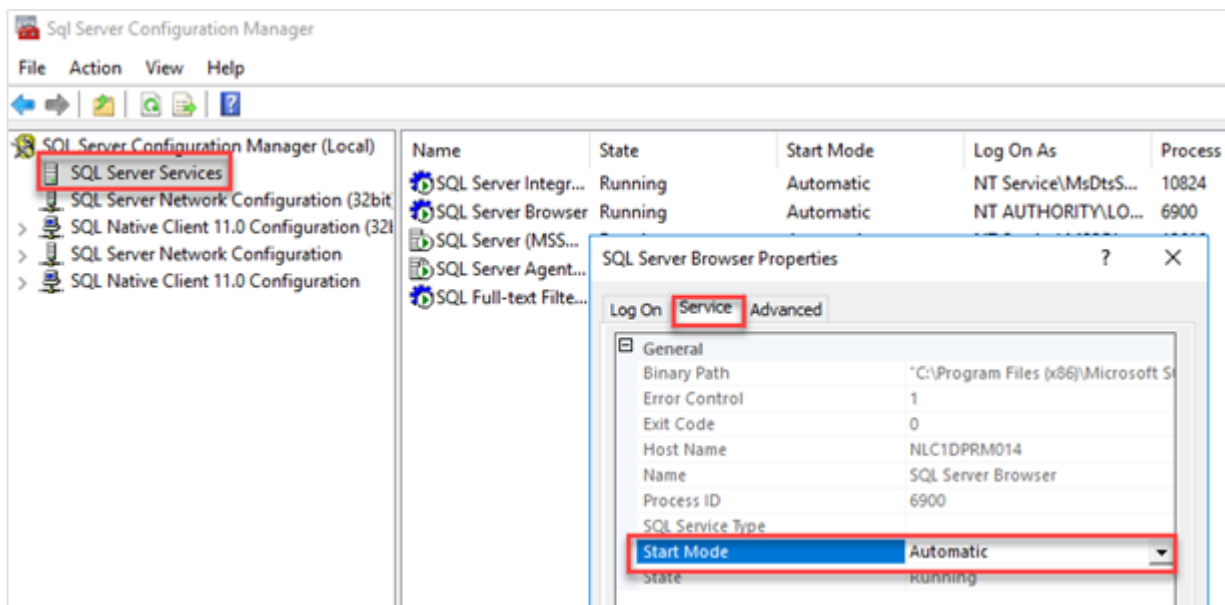 Sql Server Configuration Manager
File Action View Help
SQL Server Configuration Manager (Local)
SQL Server Services
SQL Server Network Configuration (32bit
SQL Native Client 11.0 Configuration (32b
SQL Server Network Configuration
SQL Native Client 11.0 Configuration
Name State Start Mode Log On As Process
SQL Server Integr... Running Automatic NT Service\MsDtsS... 10824
SQL Server Browser Running Automatic NT AUTHORITY\LO... 6900
SQL Server (MSS...
SQL Server Agent...
SQL Full-text Filte...
SQL Server Browser Properties ?
Log On Service Advanced
General
Binary Path "C:\Program Files (x86)\Microsoft
Error Control 1
Exit Code 0
Host Name NLC1DPRM014
Name SQL Server Browser
Process ID 6900
SQL Service Type
Start Mode Automatic
State Running